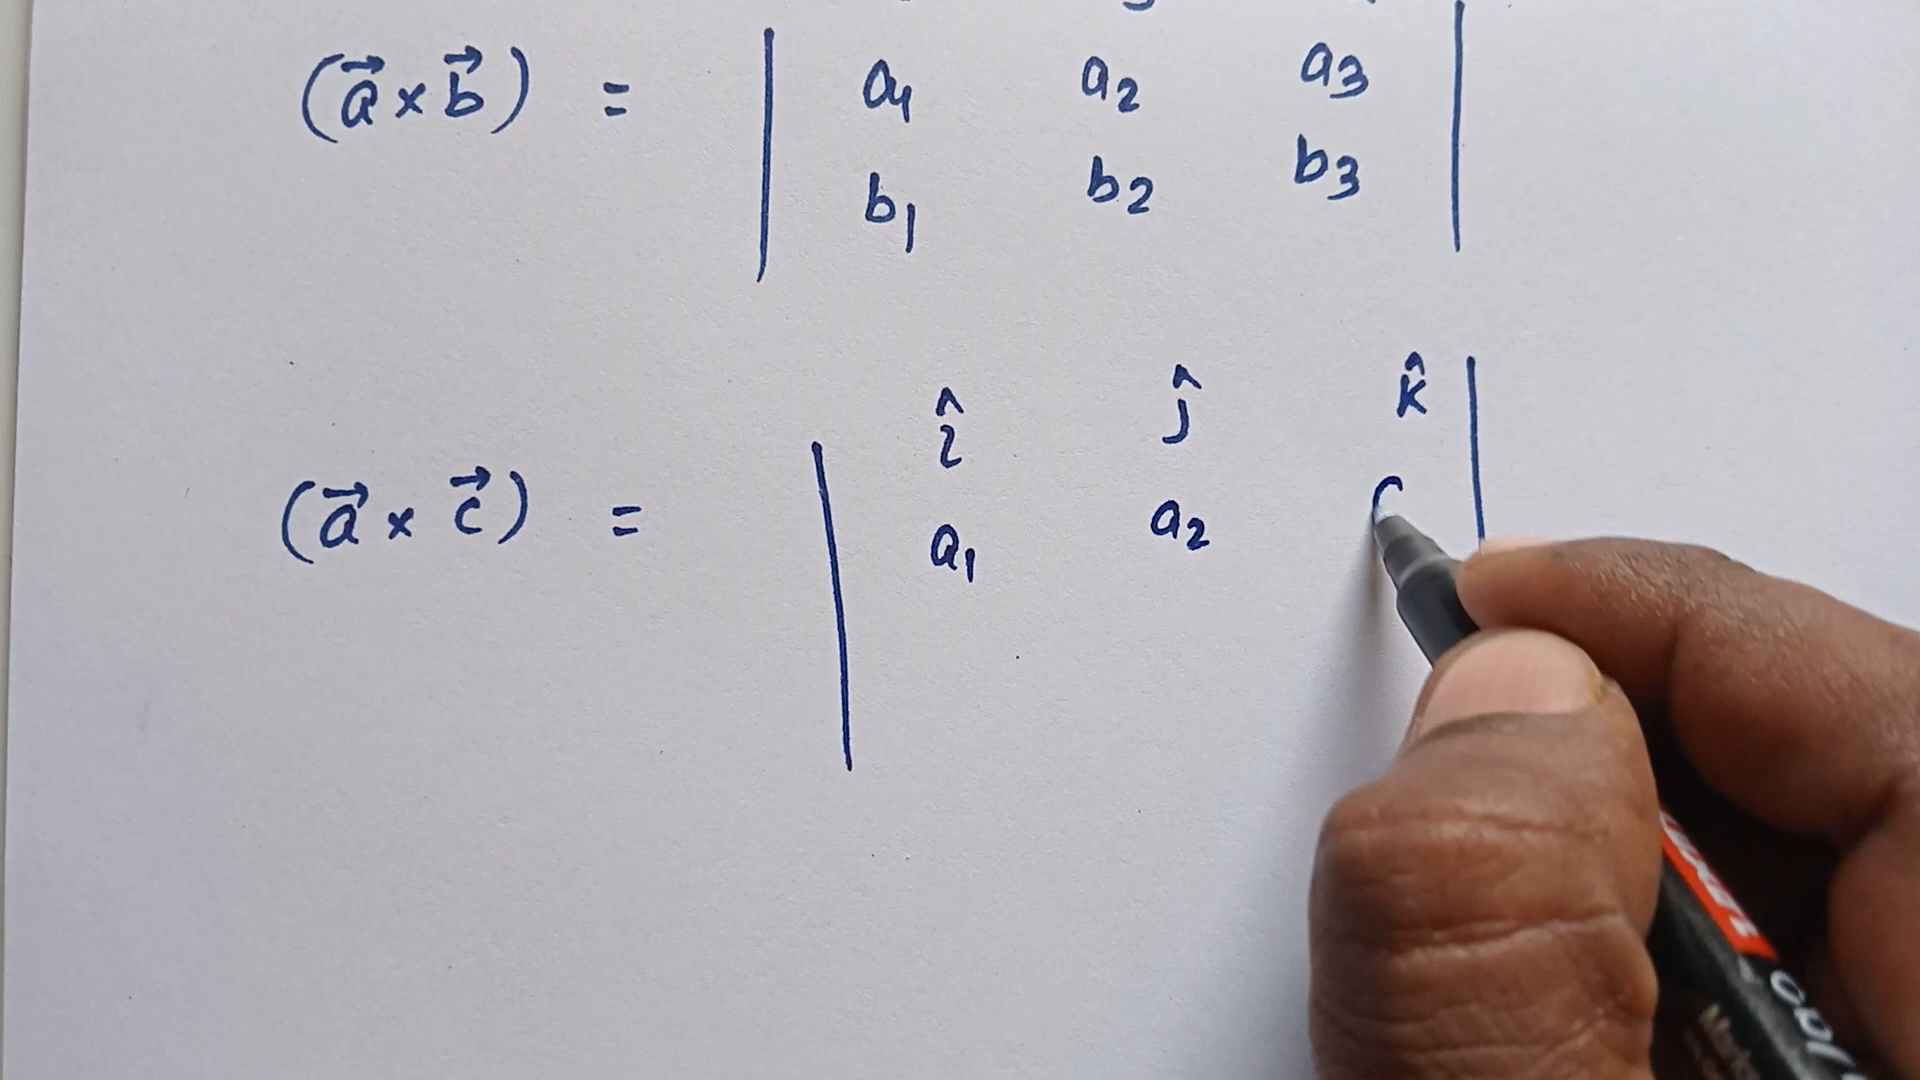 (a⃗ × b⃗) = | a₁ a₂ a₃ |
| b₁ b₂ b₃ |
î ĵ k̂
(a⃗ × c⃗) = | a₁ a₂